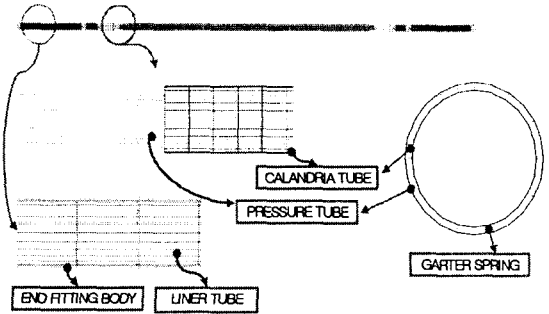 CALANDRIA TUBE
PRESSURE TUBE
GARTER SPRING
END FITTING BODY
LINER TUBE